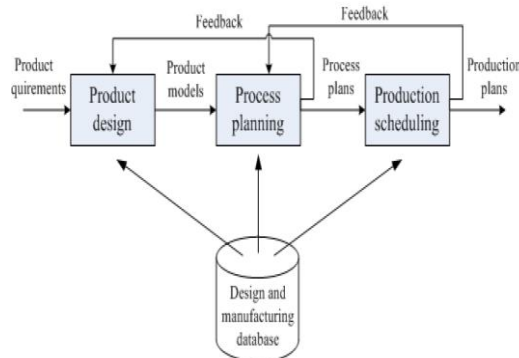 Feedback
Feedback
Product
quirements
Product
design
Product
models
Process
planning
Process
plans
Production
scheduling
Production
plans
Design and
manufacturing
database